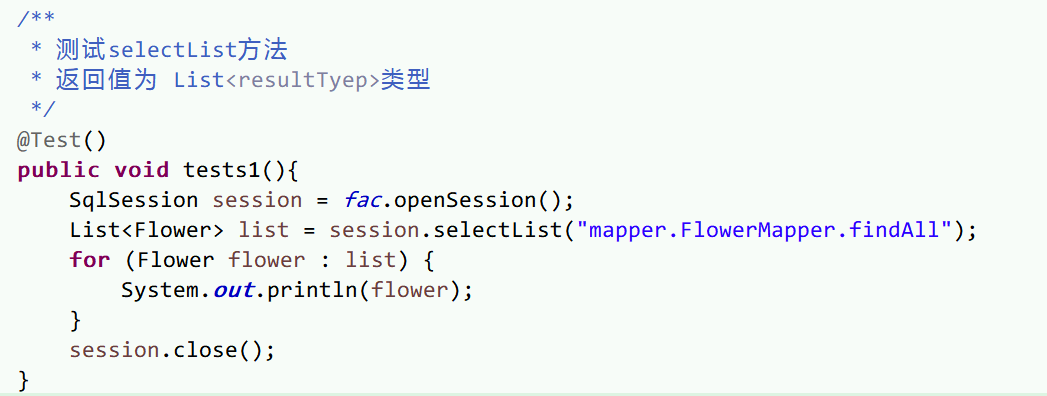 /**
 * 测试selectList方法
 * 返回值为 List<resultTyep>类型
 */
@Test()
public void tests1(){
    SqlSession session = fac.openSession();
    List<Flower> list = session.selectList("mapper.FlowerMapper.findAll");
    for (Flower flower : list) {
        System.out.println(flower);
    }
    session.close();
}